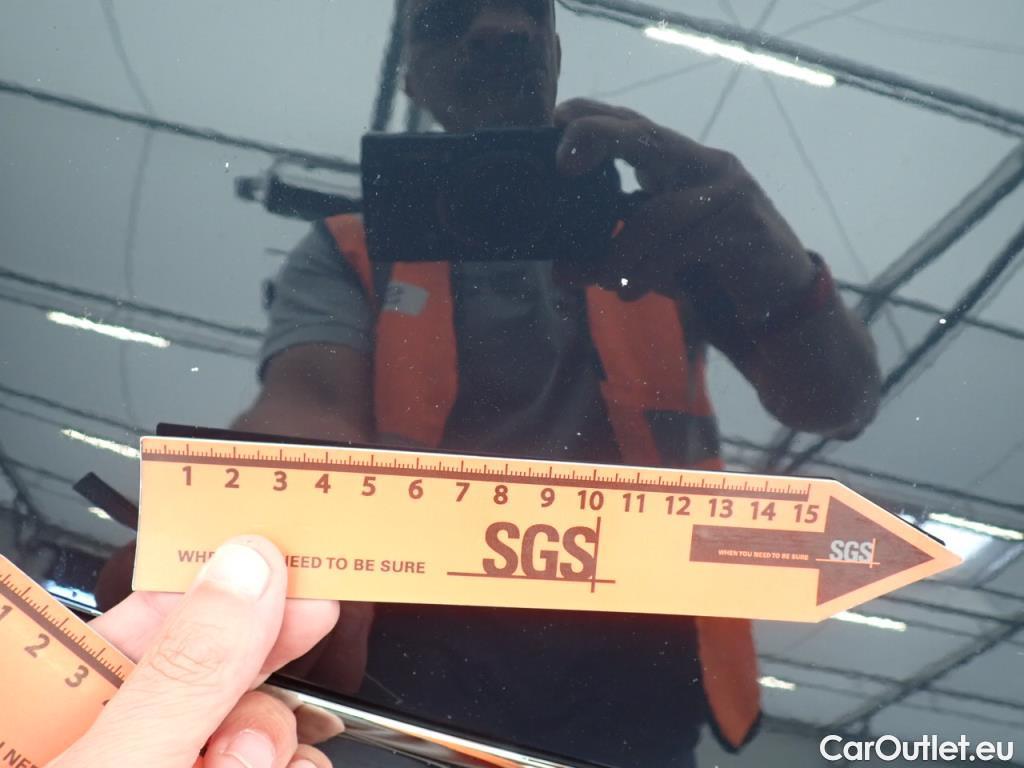 1 2 3 4 5 6 7 8 9 10 11 12 13 14 15
SGS
NEED TO BE SURE
WHEN YOU NEED TO BE SURE
SGS
1 2 3
CarOutlet.eu